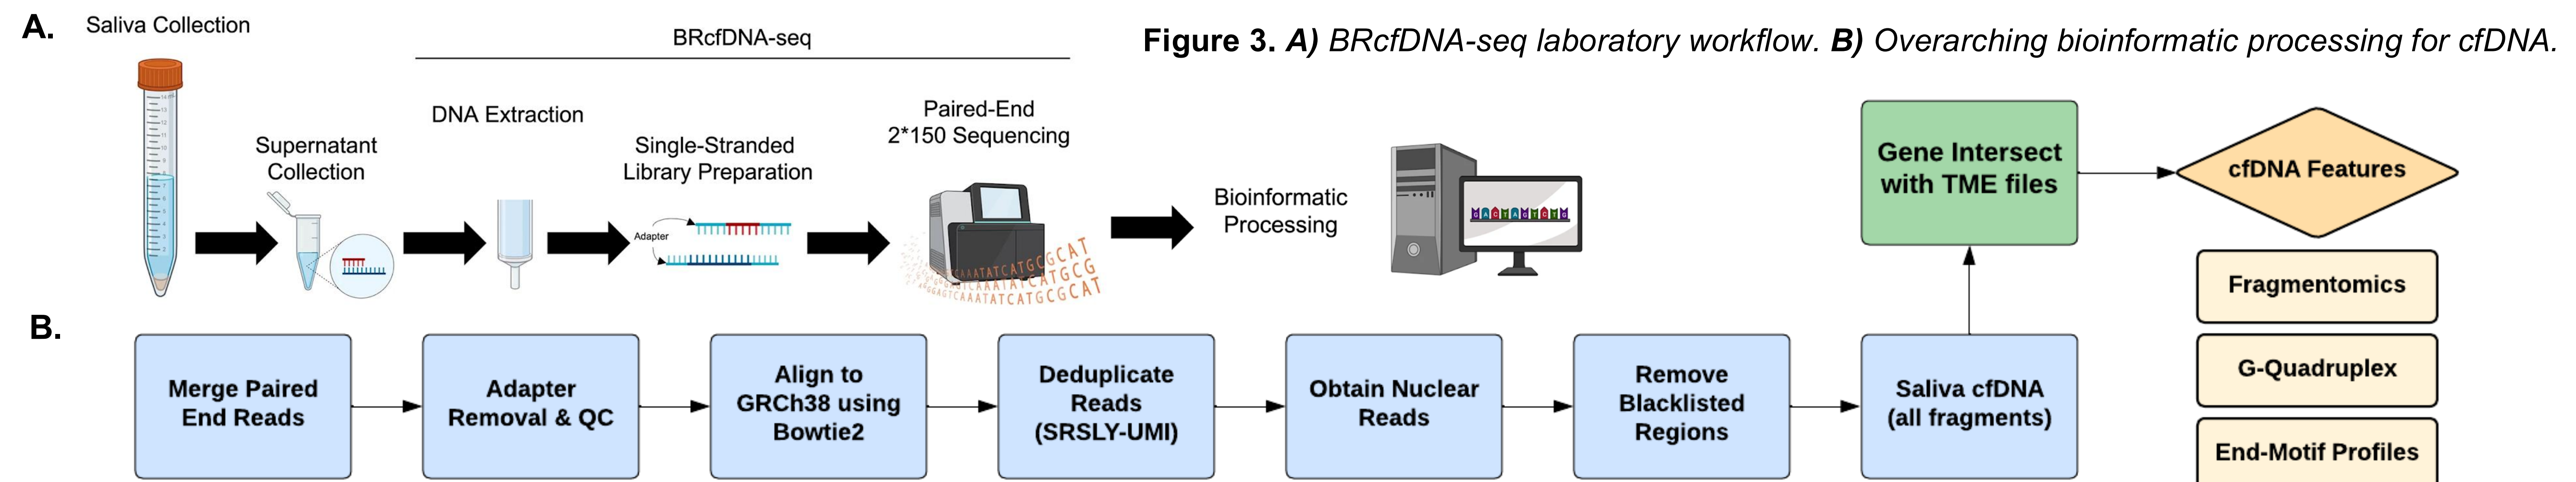 A.
Saliva Collection
BRcfDNA-seq
Figure 3. A) BRcfDNA-seq laboratory workflow. B) Overarching bioinformatic processing for cfDNA.
Supernatant
Collection
DNA Extraction
Single-Stranded
Library Preparation
Adapter
Paired-End
2*150 Sequencing
Bioinformatic
Processing
GACTAGTCTG
B.
Merge Paired
End Reads
Adapter
Removal & QC
Align to
GRCh38 using
Bowtie2
Deduplicate
Reads
(SRSLY-UMI)
Obtain Nuclear
Reads
Remove
Blacklisted
Regions
Saliva cfDNA
(all fragments)
Gene Intersect
with TME files
cfDNA Features
Fragmentomics
G-Quadruplex
End-Motif Profiles